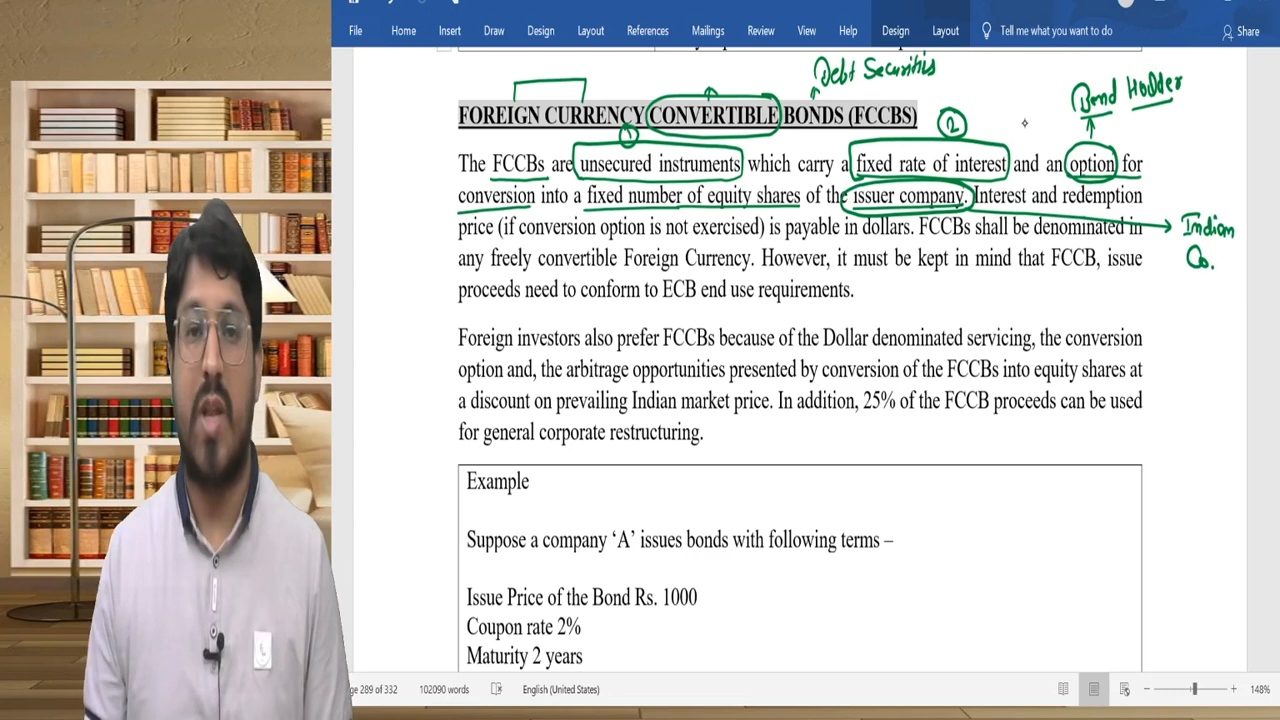 File Home Insert Draw Design Layout References Mailings Review View Help Design Layout Tell me what you want to do Share
Debt Securities
Bond Holder
FOREIGN CURRENCY CONVERTIBLE BONDS (FCCBS)
1 2
The FCCBs are unsecured instruments which carry a fixed rate of interest and an option for
conversion into a fixed number of equity shares of the issuer company. Interest and redemption
price (if conversion option is not exercised) is payable in dollars. FCCBs shall be denominated in
Indian
any freely convertible Foreign Currency. However, it must be kept in mind that FCCB, issue
Co.
proceeds need to conform to ECB end use requirements.
Foreign investors also prefer FCCBs because of the Dollar denominated servicing, the conversion
option and, the arbitrage opportunities presented by conversion of the FCCBs into equity shares at
a discount on prevailing Indian market price. In addition, 25% of the FCCB proceeds can be used
for general corporate restructuring.
Example
Suppose a company ‘A’ issues bonds with following terms –
Issue Price of the Bond Rs. 1000
Coupon rate 2%
Maturity 2 years
ge 289 of 332 102090 words English (United States) 148%